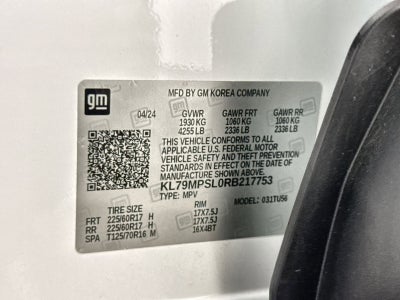 gm
MFD BY GM KOREA COMPANY
04/24 GVWR GAWR FRT GAWR RR
1930 KG 1060 KG 1060 KG
4255 LB 2336 LB 2336 LB
THIS VEHICLE CONFORMS TO ALL
APPLICABLE U.S. FEDERAL MOTOR
VEHICLE SAFETY AND THEFT PREVENTION
STANDARDS IN EFFECT ON THE DATE OF
MANUFACTURE SHOWN ABOVE.
KL79MPSL0RB217753
TYPE: MPV MODEL: 031TU56
TIRE SIZE RIM
FRT 225/60R17 H 17X7.5J
RR 225/60R17 H 17X7.5J
SPA T125/70R16 M 16X4BT